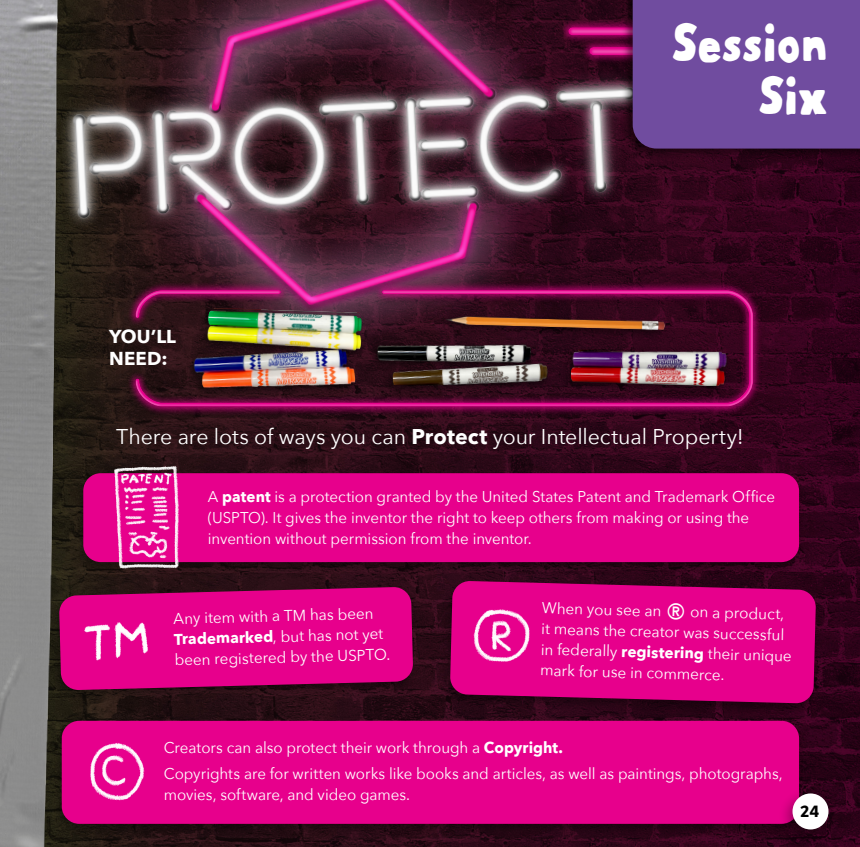 Session
Six
PROTECT
YOU'LL
NEED:
There are lots of ways you can Protect your Intellectual Property!
PATENT
A patent is a protection granted by the United States Patent and Trademark Office
(USPTO). It gives the inventor the right to keep others from making or using the
invention without permission from the inventor.
TM
Any item with a TM has been
Trademarked, but has not yet
been registered by the USPTO.
®
When you see an ® on a product,
it means the creator was successful
in federally registering their unique
mark for use in commerce.
©
Creators can also protect their work through a Copyright.
Copyrights are for written works like books and articles, as well as paintings, photographs,
movies, software, and video games.
24